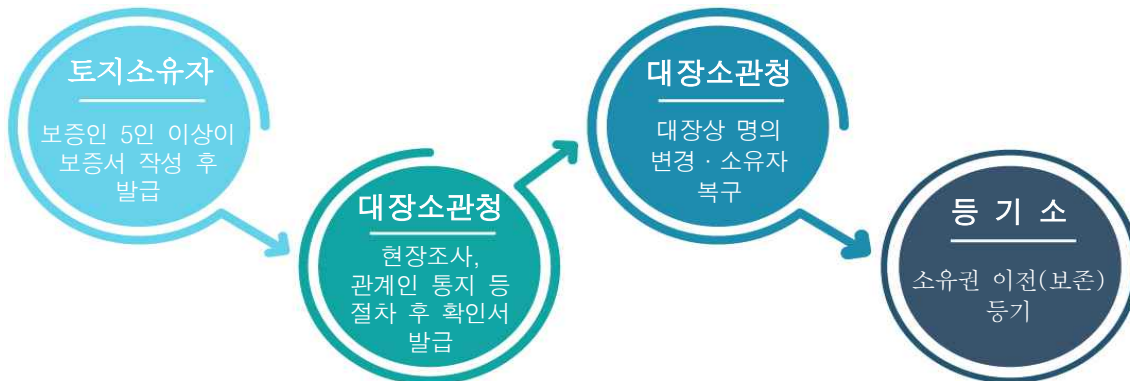 토지소유자
보증인 5인 이상이
보증서 작성 후
발급
대장소관청
현장조사,
관계인 통지 등
절차 후 확인서
발급
대장소관청
대장상 명의
변경 · 소유자
복구
등 기 소
소유권 이전(보존)
등기